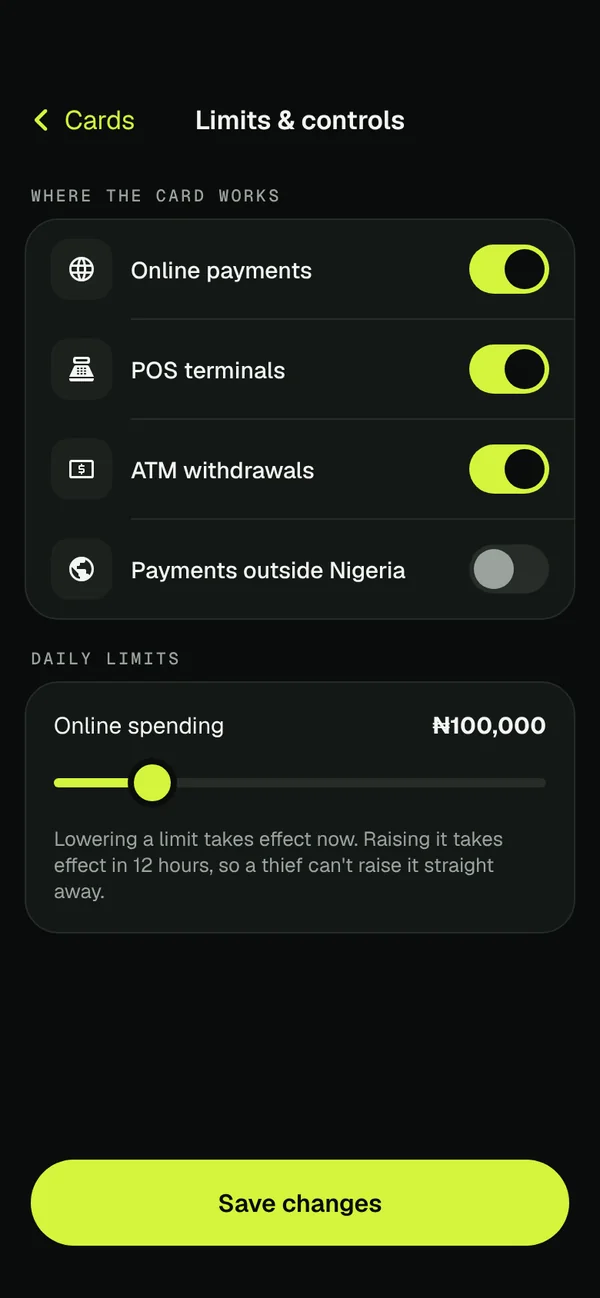 Cards
Limits & controls
WHERE THE CARD WORKS
Online payments
POS terminals
$
ATM withdrawals
Payments outside Nigeria
DAILY LIMITS
Online spending
₦100,000
Lowering a limit takes effect now. Raising it takes
effect in 12 hours, so a thief can't raise it straight
away.
Save changes